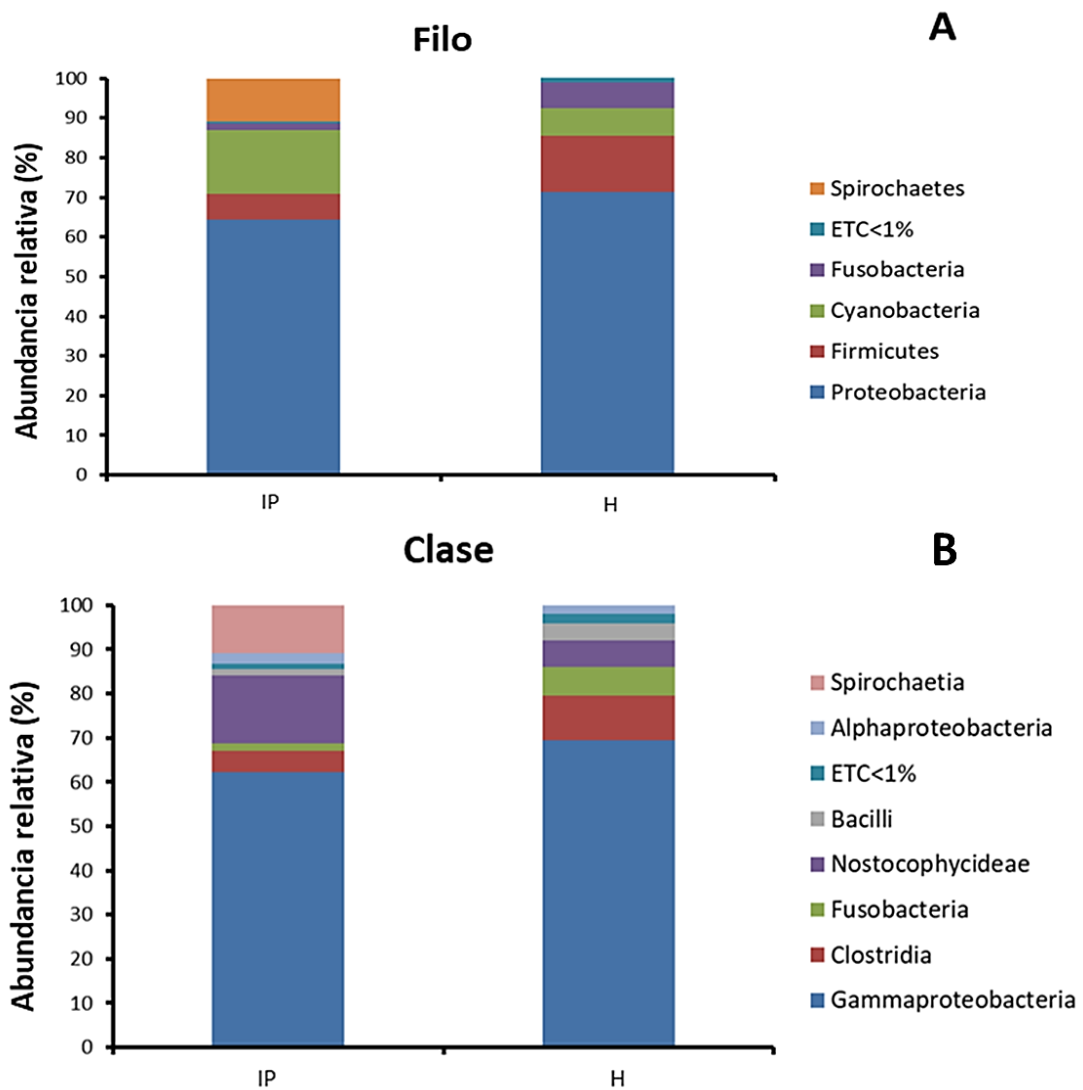 Filo
A
Abundancia relativa (%)
100
90
80
70
60
50
40
30
20
10
0
IP
H
Spirochaetes
ETC<1%
Fusobacteria
Cyanobacteria
Firmicutes
Proteobacteria
Clase
B
Abundancia relativa (%)
100
90
80
70
60
50
40
30
20
10
0
IP
H
Spirochaetia
Alphaproteobacteria
ETC<1%
Bacilli
Nostocophycideae
Fusobacteria
Clostridia
Gammaproteobacteria